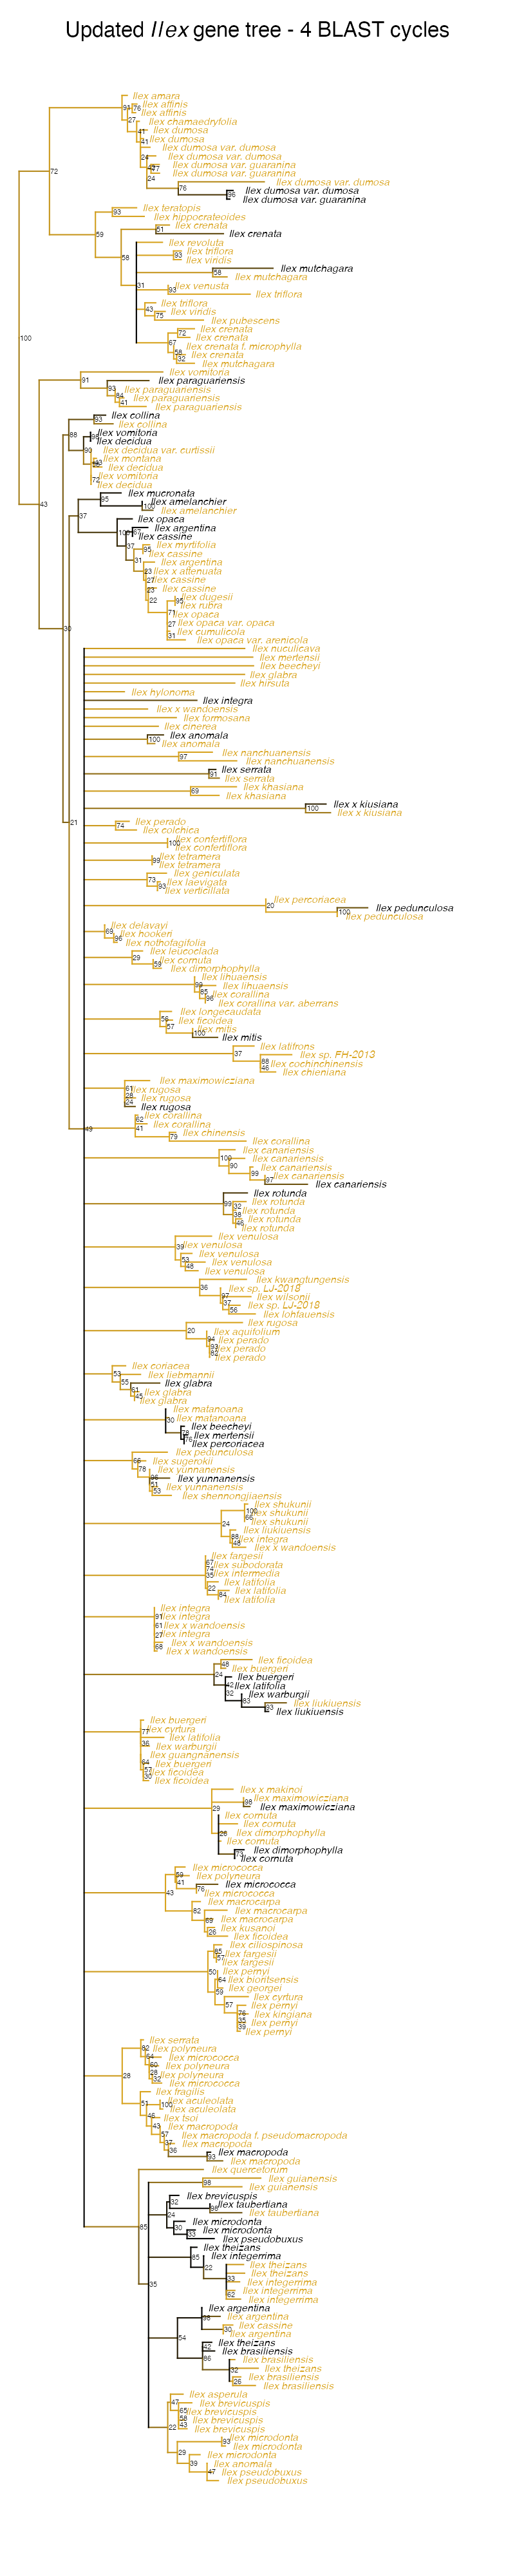 Updated Ilex gene tree - 4 BLAST cycles
Ilex amara
Ilex affinis
Ilex affinis
Ilex chamaedryfolia
Ilex dumosa
Ilex dumosa
Ilex dumosa var. dumosa
Ilex dumosa var. dumosa
Ilex dumosa var. guaranina
Ilex dumosa var. guaranina
Ilex dumosa var. dumosa
Ilex dumosa var. dumosa
Ilex dumosa var. guaranina
Ilex teratopis
Ilex hippocrateoides
Ilex crenata
Ilex crenata
Ilex revoluta
Ilex triflora
Ilex viridis
Ilex mutchagara
Ilex mutchagara
Ilex venusta
Ilex triflora
Ilex triflora
Ilex viridis
Ilex pubescens
Ilex crenata
Ilex crenata
Ilex crenata f. microphylla
Ilex crenata
Ilex mutchagara
Ilex vomitoria
Ilex paraguariensis
Ilex paraguariensis
Ilex paraguariensis
Ilex paraguariensis
Ilex collina
Ilex collina
Ilex vomitoria
Ilex decidua
Ilex decidua var. curtissii
Ilex montana
Ilex decidua
Ilex vomitoria
Ilex decidua
Ilex mucronata
Ilex amelanchier
Ilex amelanchier
Ilex opaca
Ilex argentina
Ilex cassine
Ilex myrtifolia
Ilex cassine
Ilex argentina
Ilex x attenuata
Ilex cassine
Ilex cassine
Ilex dugesii
Ilex rubra
Ilex opaca
Ilex opaca var. opaca
Ilex cumulicola
Ilex opaca var. arenicola
Ilex nuculicava
Ilex mertensii
Ilex beecheyi
Ilex glabra
Ilex hirsuta
Ilex hylonoma
Ilex integra
Ilex x wandoensis
Ilex formosana
Ilex cinerea
Ilex anomala
Ilex anomala
Ilex nanchuanensis
Ilex nanchuanensis
Ilex serrata
Ilex serrata
Ilex khasiana
Ilex khasiana
Ilex x kiusiana
Ilex x kiusiana
Ilex perado
Ilex colchica
Ilex confertiflora
Ilex confertiflora
Ilex tetramera
Ilex tetramera
Ilex geniculata
Ilex laevigata
Ilex verticillata
Ilex percoriacea
Ilex pedunculosa
Ilex pedunculosa
Ilex delavayi
Ilex hookeri
Ilex nothofagifolia
Ilex leucoclada
Ilex cornuta
Ilex dimorphophylla
Ilex lihuaensis
Ilex lihuaensis
Ilex corallina
Ilex corallina var. aberrans
Ilex longecaudata
Ilex ficoidea
Ilex mitis
Ilex mitis
Ilex latifrons
Ilex sp. FH-2013
Ilex cochinchinensis
Ilex chieniana
Ilex maximowicziana
Ilex rugosa
Ilex rugosa
Ilex rugosa
Ilex corallina
Ilex corallina
Ilex chinensis
Ilex corallina
Ilex canariensis
Ilex canariensis
Ilex canariensis
Ilex canariensis
Ilex canariensis
Ilex rotunda
Ilex rotunda
Ilex rotunda
Ilex rotunda
Ilex rotunda
Ilex venulosa
Ilex venulosa
Ilex venulosa
Ilex venulosa
Ilex venulosa
Ilex kwangtungensis
Ilex sp. LJ-2018
Ilex wilsonii
Ilex sp. LJ-2018
Ilex lohfauensis
Ilex rugosa
Ilex aquifolium
Ilex perado
Ilex perado
Ilex perado
Ilex coriacea
Ilex liebmannii
Ilex glabra
Ilex glabra
Ilex glabra
Ilex matanoana
Ilex matanoana
Ilex beecheyi
Ilex mertensii
Ilex percoriacea
Ilex pedunculosa
Ilex sugerokii
Ilex yunnanensis
Ilex yunnanensis
Ilex yunnanensis
Ilex shennongjiaensis
Ilex shukunii
Ilex shukunii
Ilex shukunii
Ilex liukiuensis
Ilex integra
Ilex x wandoensis
Ilex fargesii
Ilex subodorata
Ilex intermedia
Ilex latifolia
Ilex latifolia
Ilex latifolia
Ilex integra
Ilex integra
Ilex x wandoensis
Ilex integra
Ilex x wandoensis
Ilex x wandoensis
Ilex ficoidea
Ilex buergeri
Ilex buergeri
Ilex latifolia
Ilex warburgii
Ilex liukiuensis
Ilex liukiuensis
Ilex buergeri
Ilex cyrtura
Ilex latifolia
Ilex warburgii
Ilex guangnanensis
Ilex buergeri
Ilex ficoidea
Ilex ficoidea
Ilex x makinoi
Ilex maximowicziana
Ilex maximowicziana
Ilex cornuta
Ilex cornuta
Ilex dimorphophylla
Ilex cornuta
Ilex dimorphophylla
Ilex cornuta
Ilex micrococca
Ilex polyneura
Ilex micrococca
Ilex micrococca
Ilex macrocarpa
Ilex macrocarpa
Ilex macrocarpa
Ilex kusanoi
Ilex ficoidea
Ilex ciliospinosa
Ilex fargesii
Ilex fargesii
Ilex pernyi
Ilex bioritsensis
Ilex georgei
Ilex cyrtura
Ilex pernyi
Ilex kingiana
Ilex pernyi
Ilex pernyi
Ilex serrata
Ilex polyneura
Ilex micrococca
Ilex polyneura
Ilex polyneura
Ilex micrococca
Ilex fragilis
Ilex aculeolata
Ilex aculeolata
Ilex tsoi
Ilex macropoda
Ilex macropoda f. pseudomacropoda
Ilex macropoda
Ilex macropoda
Ilex macropoda
Ilex quercetorum
Ilex guianensis
Ilex guianensis
Ilex brevicuspis
Ilex taubertiana
Ilex taubertiana
Ilex microdonta
Ilex microdonta
Ilex pseudobuxus
Ilex theizans
Ilex integerrima
Ilex theizans
Ilex theizans
Ilex integerrima
Ilex integerrima
Ilex integerrima
Ilex argentina
Ilex argentina
Ilex cassine
Ilex argentina
Ilex theizans
Ilex brasiliensis
Ilex brasiliensis
Ilex theizans
Ilex brasiliensis
Ilex brasiliensis
Ilex asperula
Ilex brevicuspis
Ilex brevicuspis
Ilex brevicuspis
Ilex brevicuspis
Ilex microdonta
Ilex microdonta
Ilex microdonta
Ilex anomala
Ilex pseudobuxus
Ilex pseudobuxus